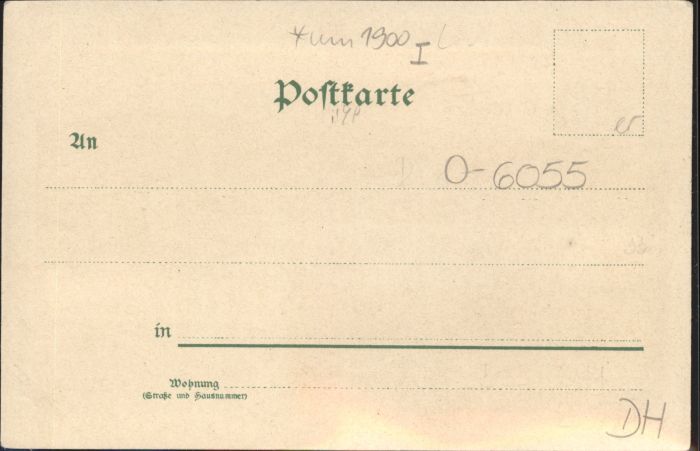 *um 1900 I
Postkarte
An
O-6055
in
Wohnung
(Straße und Hausnummer)
DH